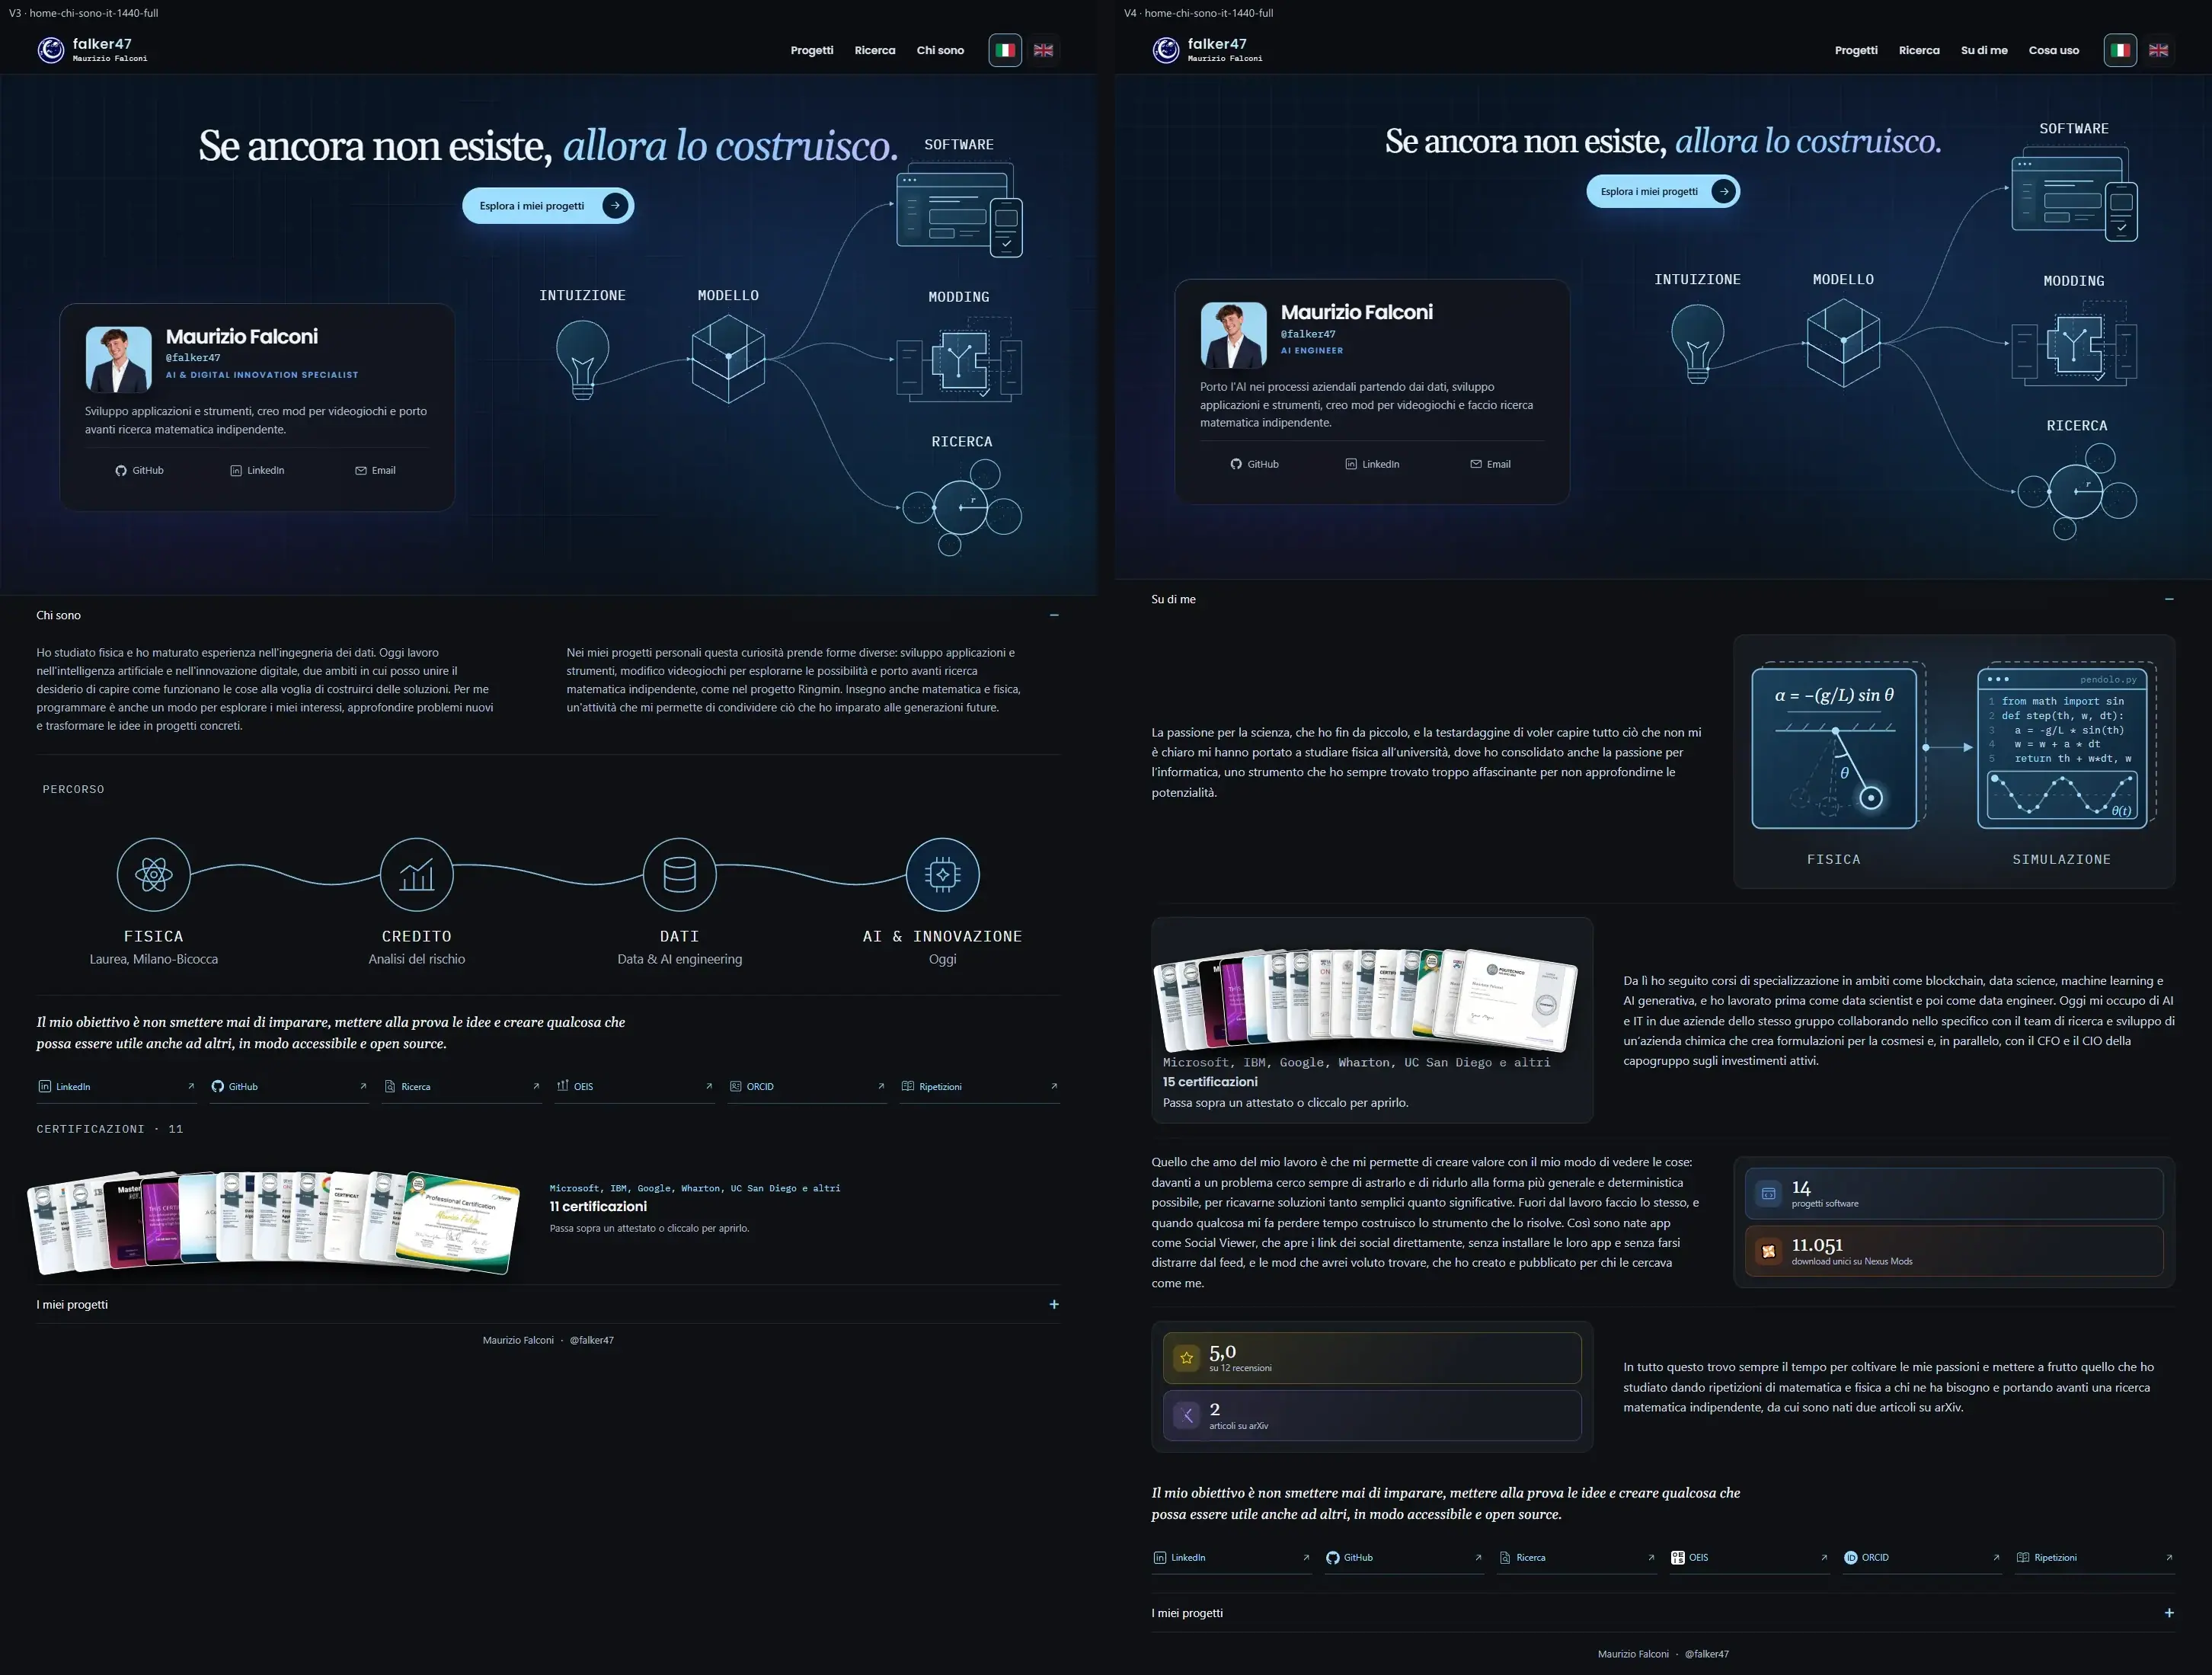 V3 · home-chi-sono-it-1440-full
falker47
Maurizio Falconi
Progetti
Ricerca
Chi sono
Se ancora non esiste, allora lo costruisco.
Esplora i miei progetti
SOFTWARE
INTUIZIONE
MODELLO
MODDING
RICERCA
r
Maurizio Falconi
@falker47
AI & DIGITAL INNOVATION SPECIALIST
Sviluppo applicazioni e strumenti, creo mod per videogiochi e porto
avanti ricerca matematica indipendente.
GitHub
LinkedIn
Email
Chi sono
Ho studiato fisica e ho maturato esperienza nell'ingegneria dei dati. Oggi lavoro
nell'intelligenza artificiale e nell'innovazione digitale, due ambiti in cui posso unire il
desiderio di capire come funzionano le cose alla voglia di costruirci delle soluzioni. Per me
programmare è anche un modo per esplorare i miei interessi, approfondire problemi nuovi
e trasformare le idee in progetti concreti.
Nei miei progetti personali questa curiosità prende forme diverse: sviluppo applicazioni e
strumenti, modifico videogiochi per esplorarne le possibilità e porto avanti ricerca
matematica indipendente, come nel progetto Ringmin. Insegno anche matematica e fisica,
un'attività che mi permette di condividere ciò che ho imparato alle generazioni future.
PERCORSO
FISICA
Laurea, Milano-Bicocca
CREDITO
Analisi del rischio
DATI
Data & AI engineering
AI & INNOVAZIONE
Oggi
Il mio obiettivo è non smettere mai di imparare, mettere alla prova le idee e creare qualcosa che
possa essere utile anche ad altri, in modo accessibile e open source.
LinkedIn
GitHub
Ricerca
OEIS
ORCID
Ripetizioni
CERTIFICAZIONI · 11
Professional Certification
Microsoft, IBM, Google, Wharton, UC San Diego e altri
11 certificazioni
Passa sopra un attestato o cliccalo per aprirlo.
I miei progetti
Maurizio Falconi · @falker47
V4 · home-chi-sono-it-1440-full
falker47
Maurizio Falconi
Progetti
Ricerca
Su di me
Cosa uso
Se ancora non esiste, allora lo costruisco.
Esplora i miei progetti
SOFTWARE
INTUIZIONE
MODELLO
MODDING
RICERCA
r
Maurizio Falconi
@falker47
AI ENGINEER
Porto l'AI nei processi aziendali partendo dai dati, sviluppo
applicazioni e strumenti, creo mod per videogiochi e faccio ricerca
matematica indipendente.
GitHub
LinkedIn
Email
Su di me
La passione per la scienza, che ho fin da piccolo, e la testardaggine di voler capire tutto ciò che non mi
è chiaro mi hanno portato a studiare fisica all'università, dove ho consolidato anche la passione per
l'informatica, uno strumento che ho sempre trovato troppo affascinante per non approfondirne le
potenzialità.
α = −(g/L) sin θ
θ
FISICA
pendolo.py
1 from math import sin
2 def step(th, w, dt):
3 a = -g/L * sin(th)
4 w = w + a * dt
5 return th + w*dt, w
θ(t)
SIMULAZIONE
POLITECNICO
Microsoft, IBM, Google, Wharton, UC San Diego e altri
15 certificazioni
Passa sopra un attestato o cliccalo per aprirlo.
Da lì ho seguito corsi di specializzazione in ambiti come blockchain, data science, machine learning e
AI generativa, e ho lavorato prima come data scientist e poi come data engineer. Oggi mi occupo di AI
e IT in due aziende dello stesso gruppo collaborando nello specifico con il team di ricerca e sviluppo di
un'azienda chimica che crea formulazioni per la cosmesi e, in parallelo, con il CFO e il CIO della
capogruppo sugli investimenti attivi.
Quello che amo del mio lavoro è che mi permette di creare valore con il mio modo di vedere le cose:
davanti a un problema cerco sempre di astrarlo e di ridurlo alla forma più generale e deterministica
possibile, per ricavarne soluzioni tanto semplici quanto significative. Fuori dal lavoro faccio lo stesso, e
quando qualcosa mi fa perdere tempo costruisco lo strumento che lo risolve. Così sono nate app
come Social Viewer, che apre i link dei social direttamente, senza installare le loro app e senza farsi
distrarre dal feed, e le mod che avrei voluto trovare, che ho creato e pubblicato per chi le cercava
come me.
14
progetti software
11.051
download unici su Nexus Mods
5,0
su 12 recensioni
2
articoli su arXiv
In tutto questo trovo sempre il tempo per coltivare le mie passioni e mettere a frutto quello che ho
studiato dando ripetizioni di matematica e fisica a chi ne ha bisogno e portando avanti una ricerca
matematica indipendente, da cui sono nati due articoli su arXiv.
Il mio obiettivo è non smettere mai di imparare, mettere alla prova le idee e creare qualcosa che
possa essere utile anche ad altri, in modo accessibile e open source.
LinkedIn
GitHub
Ricerca
OEIS
ORCID
Ripetizioni
I miei progetti
Maurizio Falconi · @falker47